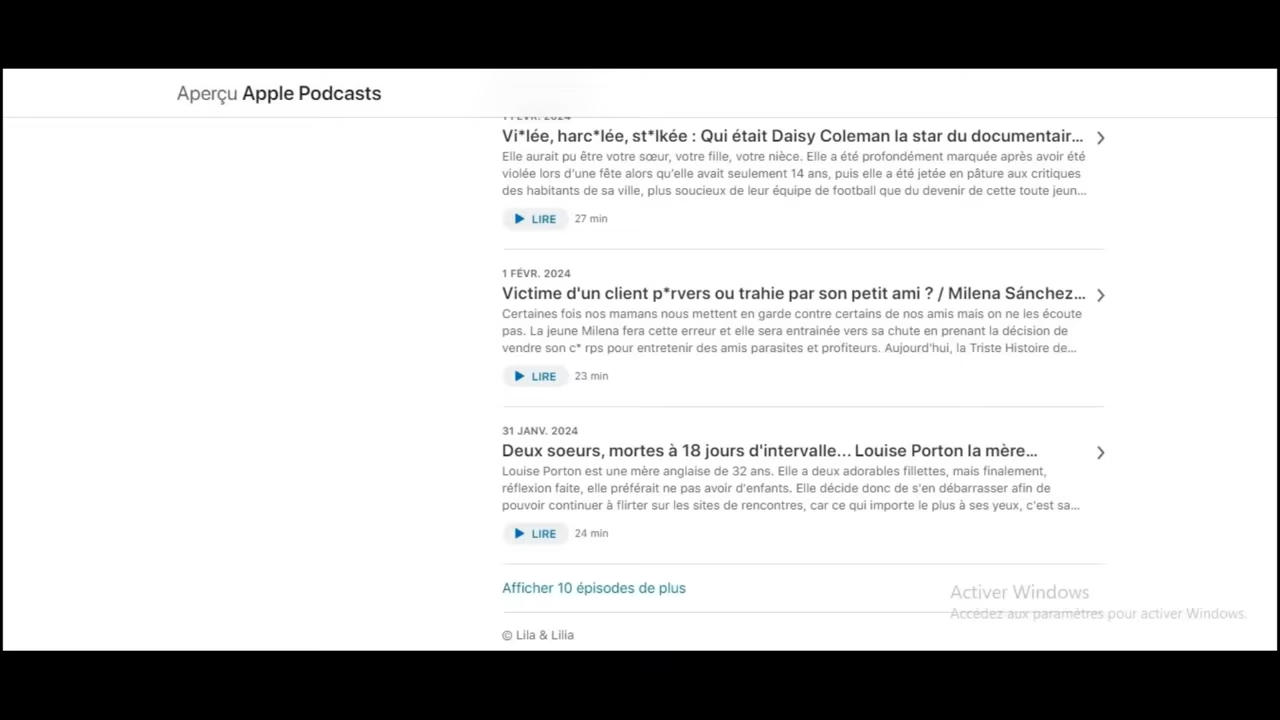 Aperçu Apple Podcasts
1 FÉVR. 2024
Vi*lée, harc*lée, st*lkée : Qui était Daisy Coleman la star du documentair...
Elle aurait pu être votre sœur, votre fille, votre nièce. Elle a été profondément marquée après avoir été
violée lors d'une fête alors qu'elle avait seulement 14 ans, puis elle a été jetée en pâture aux critiques
des habitants de sa ville, plus soucieux de leur équipe de football que du devenir de cette toute jeun...
LIRE 27 min
1 FÉVR. 2024
Victime d'un client p*rvers ou trahie par son petit ami ? / Milena Sánchez...
Certaines fois nos mamans nous mettent en garde contre certains de nos amis mais on ne les écoute
pas. La jeune Milena fera cette erreur et elle sera entrainée vers sa chute en prenant la décision de
vendre son c* rps pour entretenir des amis parasites et profiteurs. Aujourd'hui, la Triste Histoire de...
LIRE 23 min
31 JANV. 2024
Deux soeurs, mortes à 18 jours d'intervalle... Louise Porton la mère...
Louise Porton est une mère anglaise de 32 ans. Elle a deux adorables fillettes, mais finalement,
réflexion faite, elle préférait ne pas avoir d'enfants. Elle décide donc de s'en débarrasser afin de
pouvoir continuer à flirter sur les sites de rencontres, car ce qui importe le plus à ses yeux, c'est sa...
LIRE 24 min
Afficher 10 épisodes de plus
Activer Windows
Accédez aux paramètres pour activer Windows.
© Lila & Lilia